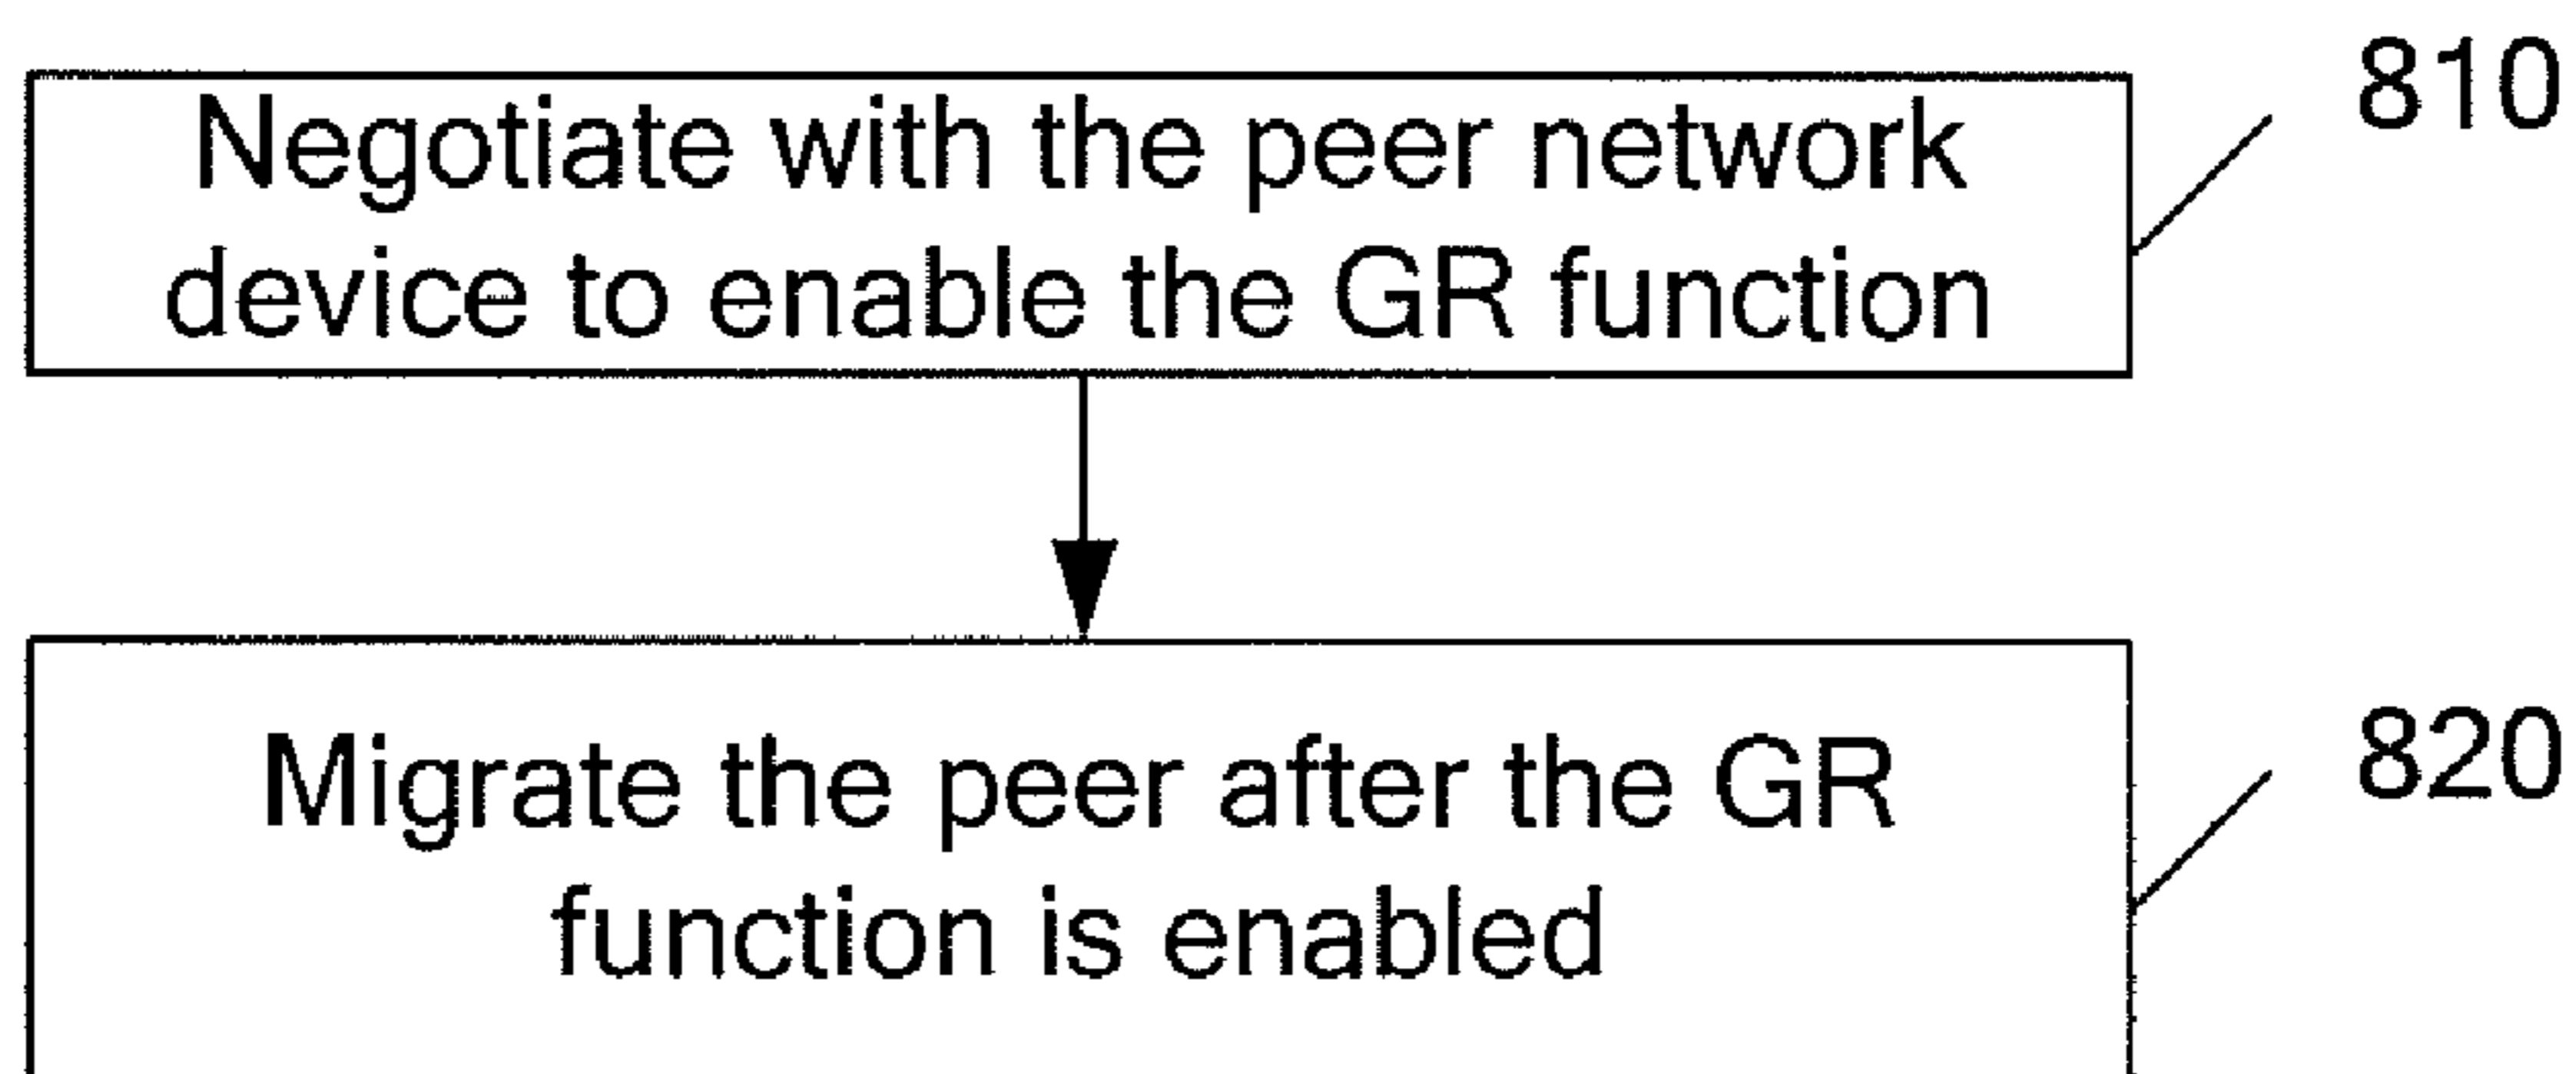 Negotiate with the peer network
device to enable the GR function
810
Migrate the peer after the GR
function is enabled
820